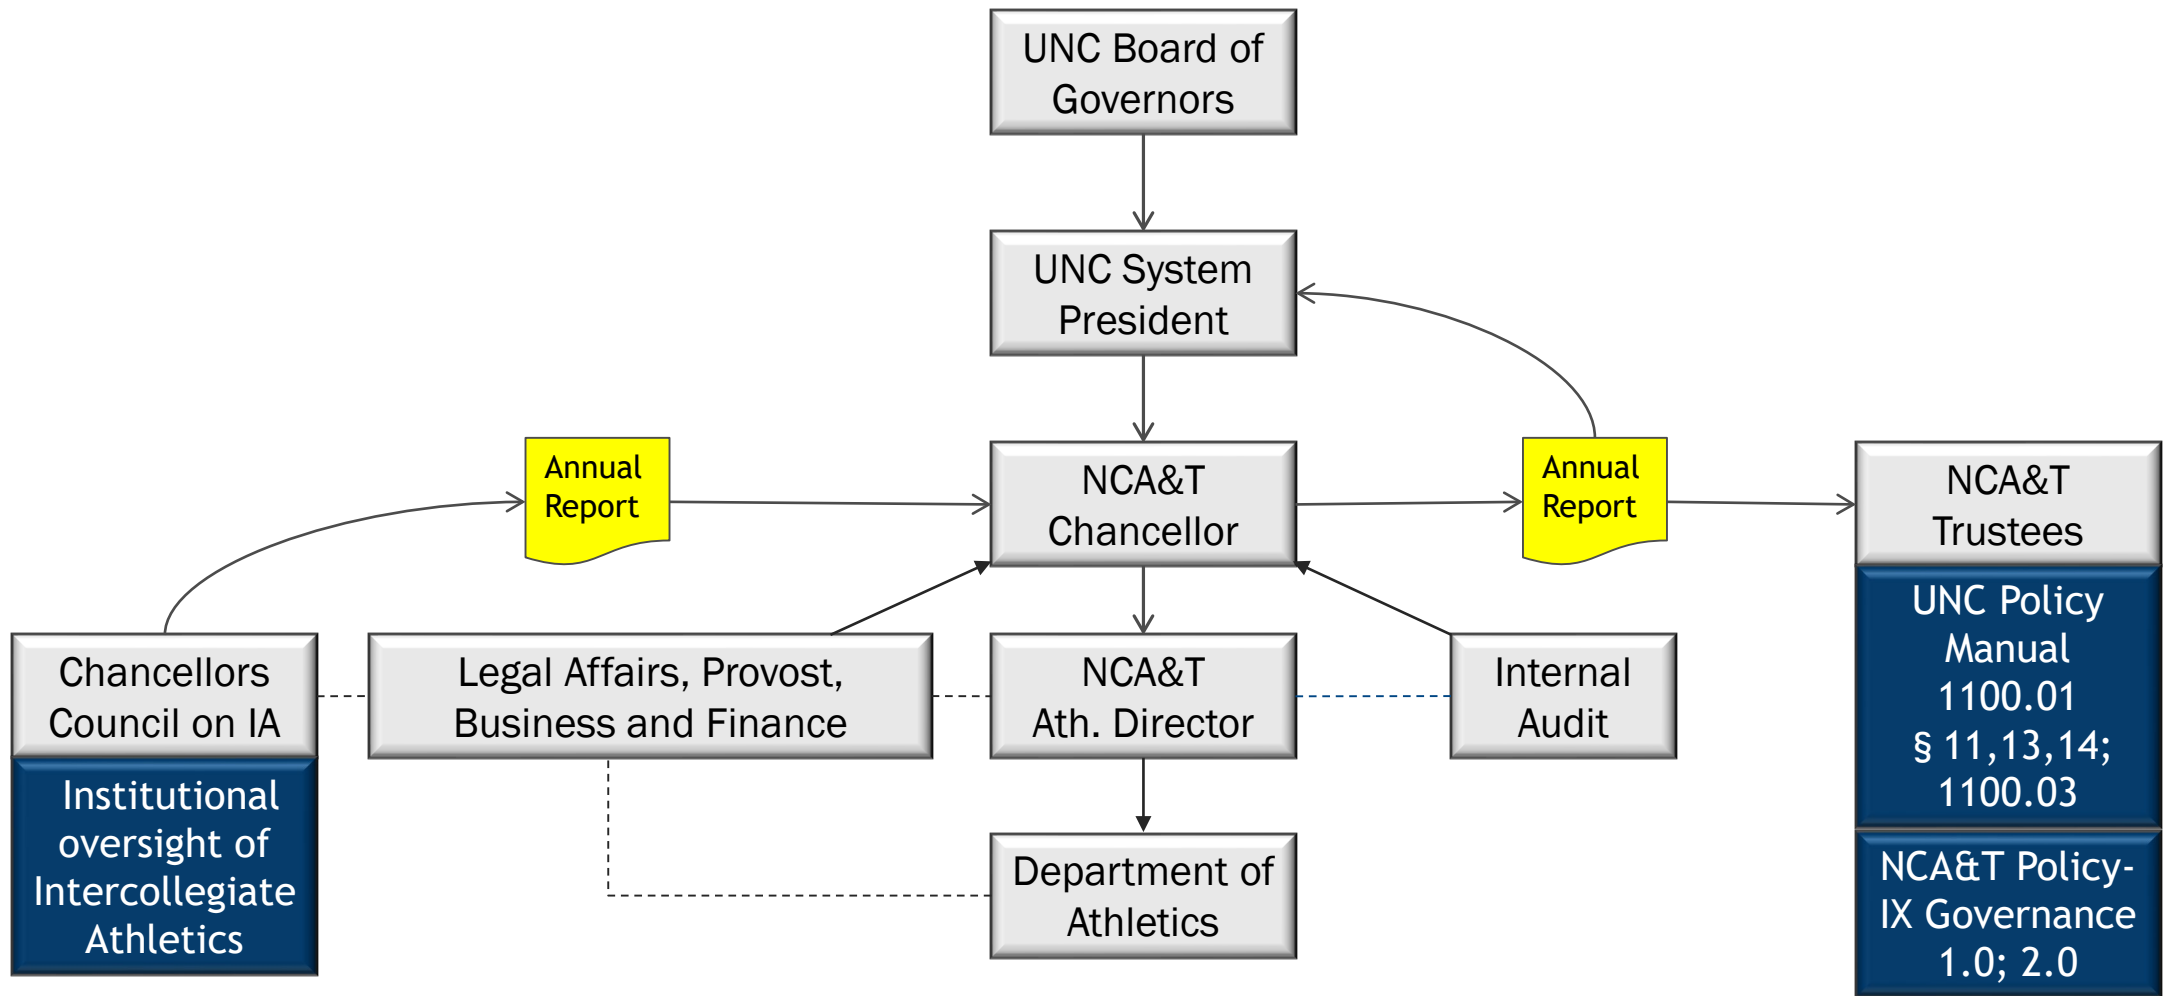 UNC Board of
Governors
UNC System
President
Annual
Report
NCA&T
Chancellor
Annual
Report
NCA&T
Trustees
UNC Policy
Manual
1100.01
§ 11,13,14;
1100.03
NCA&T Policy-
IX Governance
1.0; 2.0
Chancellors
Council on IA
Institutional
oversight of
Intercollegiate
Athletics
Legal Affairs, Provost,
Business and Finance
NCA&T
Ath. Director
Internal
Audit
Department of
Athletics